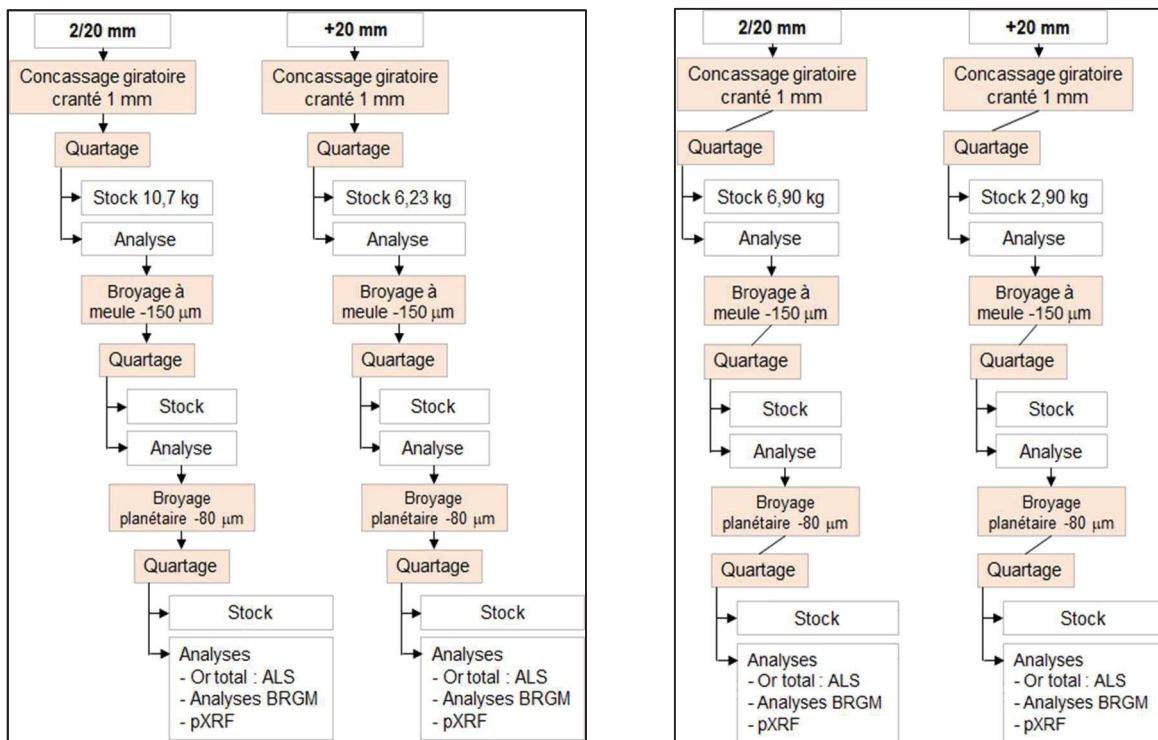 2/20 mm
Concassage giratoire
cranté 1 mm
Quartage
Stock 10,7 kg
Analyse
Broyage à
meule -150 μm
Quartage
Stock
Analyse
Broyage
planétaire -80 μm
Quartage
Stock
Analyses
- Or total : ALS
- Analyses BRGM
- pXRF
+20 mm
Concassage giratoire
cranté 1 mm
Quartage
Stock 6,23 kg
Analyse
Broyage à
meule -150 μm
Quartage
Stock
Analyse
Broyage
planétaire -80 μm
Quartage
Stock
Analyses
- Or total : ALS
- Analyses BRGM
- pXRF
2/20 mm
Concassage giratoire
cranté 1 mm
Quartage
Stock 6,90 kg
Analyse
Broyage à
meule -150 μm
Quartage
Stock
Analyse
Broyage
planétaire -80 μm
Quartage
Stock
Analyses
- Or total : ALS
- Analyses BRGM
- pXRF
+20 mm
Concassage giratoire
cranté 1 mm
Quartage
Stock 2,90 kg
Analyse
Broyage à
meule -150 μm
Quartage
Stock
Analyse
Broyage
planétaire -80 μm
Quartage
Stock
Analyses
- Or total : ALS
- Analyses BRGM
- pXRF